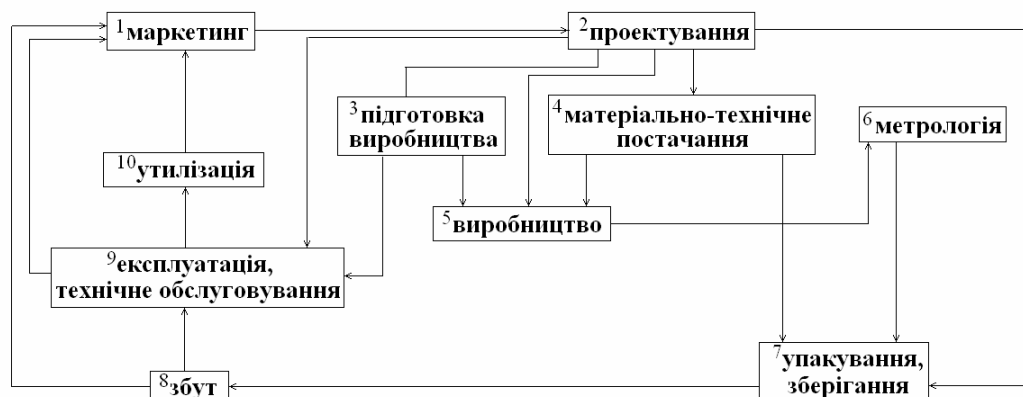 1маркетинг
2проектування
3підготовка
виробництва
4матеріально-технічне
постачання
6метрологія
10утилізація
5виробництво
9експлуатація,
технічне обслуговування
7упакування,
зберігання
8збут